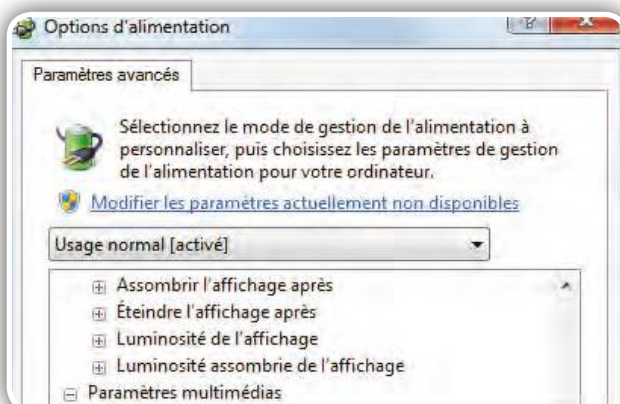 Options d'alimentation
Paramètres avancés
Sélectionnez le mode de gestion de l'alimentation à
personnaliser, puis choisissez les paramètres de gestion
de l'alimentation pour votre ordinateur.
Modifier les paramètres actuellement non disponibles
Usage normal [activé]
Assombrir l'affichage après
Éteindre l'affichage après
Luminosité de l'affichage
Luminosité assombrie de l'affichage
Paramètres multimédias